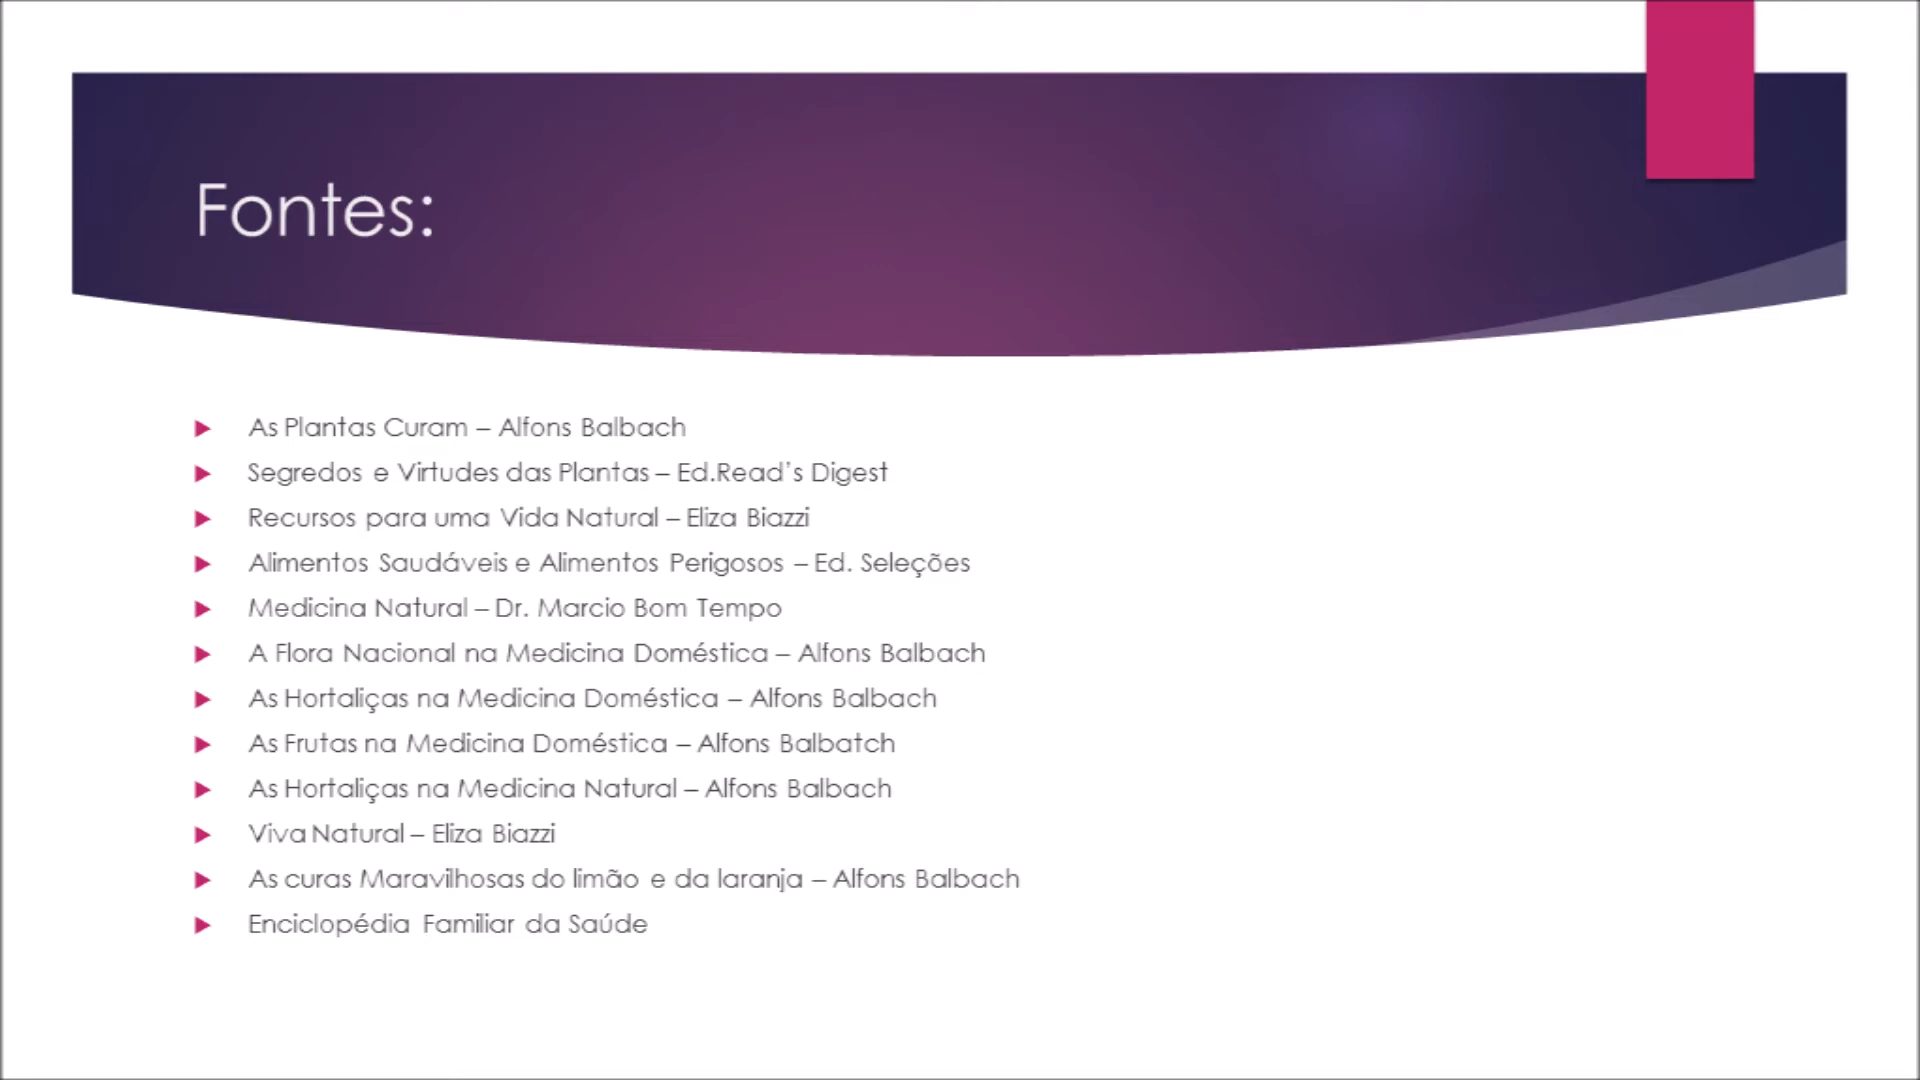 Fontes:
As Plantas Curam – Alfons Balbach
Segredos e Virtudes das Plantas – Ed.Read's Digest
Recursos para uma Vida Natural – Eliza Biazzi
Alimentos Saudáveis e Alimentos Perigosos – Ed. Seleções
Medicina Natural – Dr. Marcio Bom Tempo
A Flora Nacional na Medicina Doméstica – Alfons Balbach
As Hortaliças na Medicina Doméstica – Alfons Balbach
As Frutas na Medicina Doméstica – Alfons Balbatch
As Hortaliças na Medicina Natural – Alfons Balbach
Viva Natural – Eliza Biazzi
As curas Maravilhosas do limão e da laranja – Alfons Balbach
Enciclopédia Familiar da Saúde